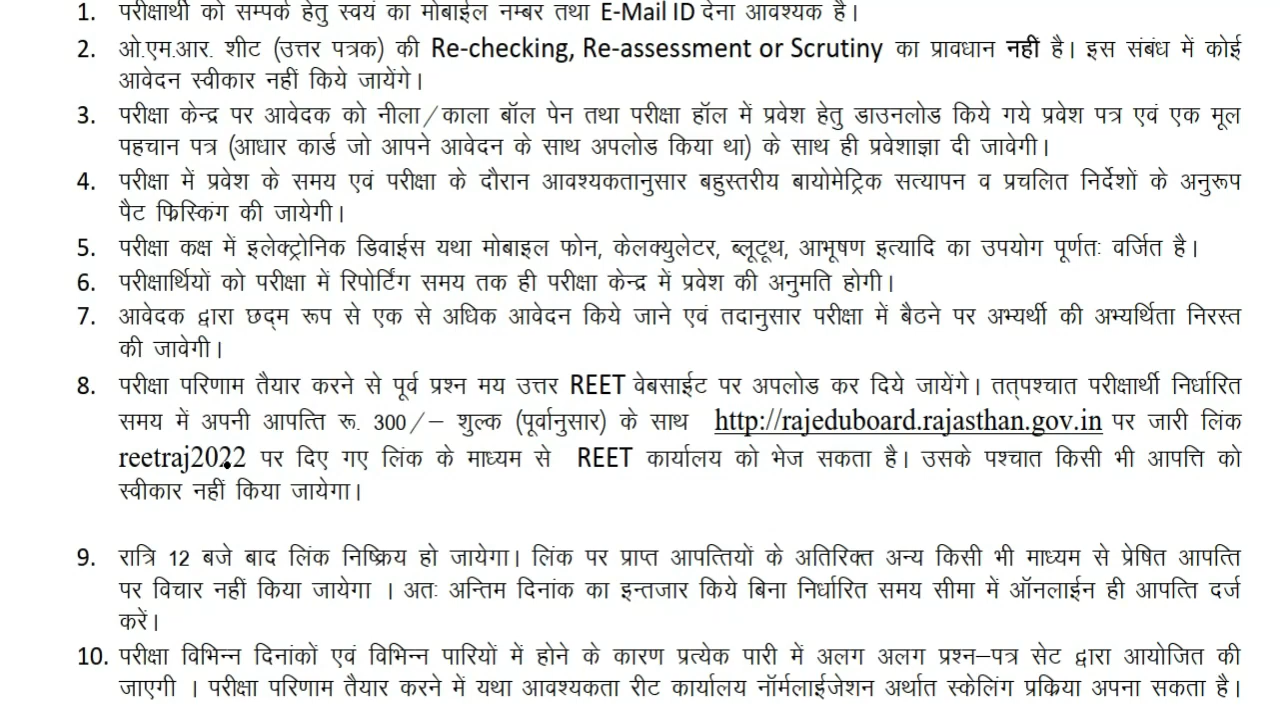 1. परीक्षार्थी को सम्पर्क हेतु स्वयं का मोबाईल नम्बर तथा E-Mail ID देना आवश्यक है।
2. ओ.एम.आर. शीट (उत्तर पत्रक) की Re-checking, Re-assessment or Scrutiny का प्रावधान नहीं है। इस संबंध में कोई
आवेदन स्वीकार नहीं किये जायेंगे।
3. परीक्षा केन्द्र पर आवेदक को नीला/काला बॉल पेन तथा परीक्षा हॉल में प्रवेश हेतु डाउनलोड किये गये प्रवेश पत्र एवं एक मूल
पहचान पत्र (आधार कार्ड जो आपने आवेदन के साथ अपलोड किया था) के साथ ही प्रवेशाज्ञा दी जावेगी।
4. परीक्षा में प्रवेश के समय एवं परीक्षा के दौरान आवश्यकतानुसार बहुस्तरीय बायोमेट्रिक सत्यापन व प्रचलित निर्देशों के अनुरूप
पैट फ्रिस्किंग की जायेगी।
5. परीक्षा कक्ष में इलेक्ट्रोनिक डिवाईस यथा मोबाइल फोन, केलक्युलेटर, ब्लूटूथ, आभूषण इत्यादि का उपयोग पूर्णतः वर्जित है।
6. परीक्षार्थियों को परीक्षा में रिपोर्टिंग समय तक ही परीक्षा केन्द्र में प्रवेश की अनुमति होगी।
7. आवेदक द्वारा छद्म रूप से एक से अधिक आवेदन किये जाने एवं तदानुसार परीक्षा में बैठने पर अभ्यर्थी की अभ्यर्थिता निरस्त
की जावेगी।
8. परीक्षा परिणाम तैयार करने से पूर्व प्रश्न मय उत्तर REET वेबसाईट पर अपलोड कर दिये जायेंगे। तत्पश्चात परीक्षार्थी निर्धारित
समय में अपनी आपत्ति रू. 300/– शुल्क (पूर्वानुसार) के साथ http://rajeduboard.rajasthan.gov.in पर जारी लिंक
reetraj2022 पर दिए गए लिंक के माध्यम से REET कार्यालय को भेज सकता है। उसके पश्चात किसी भी आपत्ति को
स्वीकार नहीं किया जायेगा।
9. रात्रि 12 बजे बाद लिंक निष्क्रिय हो जायेगा। लिंक पर प्राप्त आपत्तियों के अतिरिक्त अन्य किसी भी माध्यम से प्रेषित आपत्ति
पर विचार नहीं किया जायेगा । अतः अन्तिम दिनांक का इन्तजार किये बिना निर्धारित समय सीमा में ऑनलाईन ही आपत्ति दर्ज
करें।
10. परीक्षा विभिन्न दिनांकों एवं विभिन्न पारियों में होने के कारण प्रत्येक पारी में अलग अलग प्रश्न–पत्र सेट द्वारा आयोजित की
जाएगी । परीक्षा परिणाम तैयार करने में यथा आवश्यकता रीट कार्यालय नॉर्मलाईजेशन अर्थात स्केलिंग प्रक्रिया अपना सकता है।